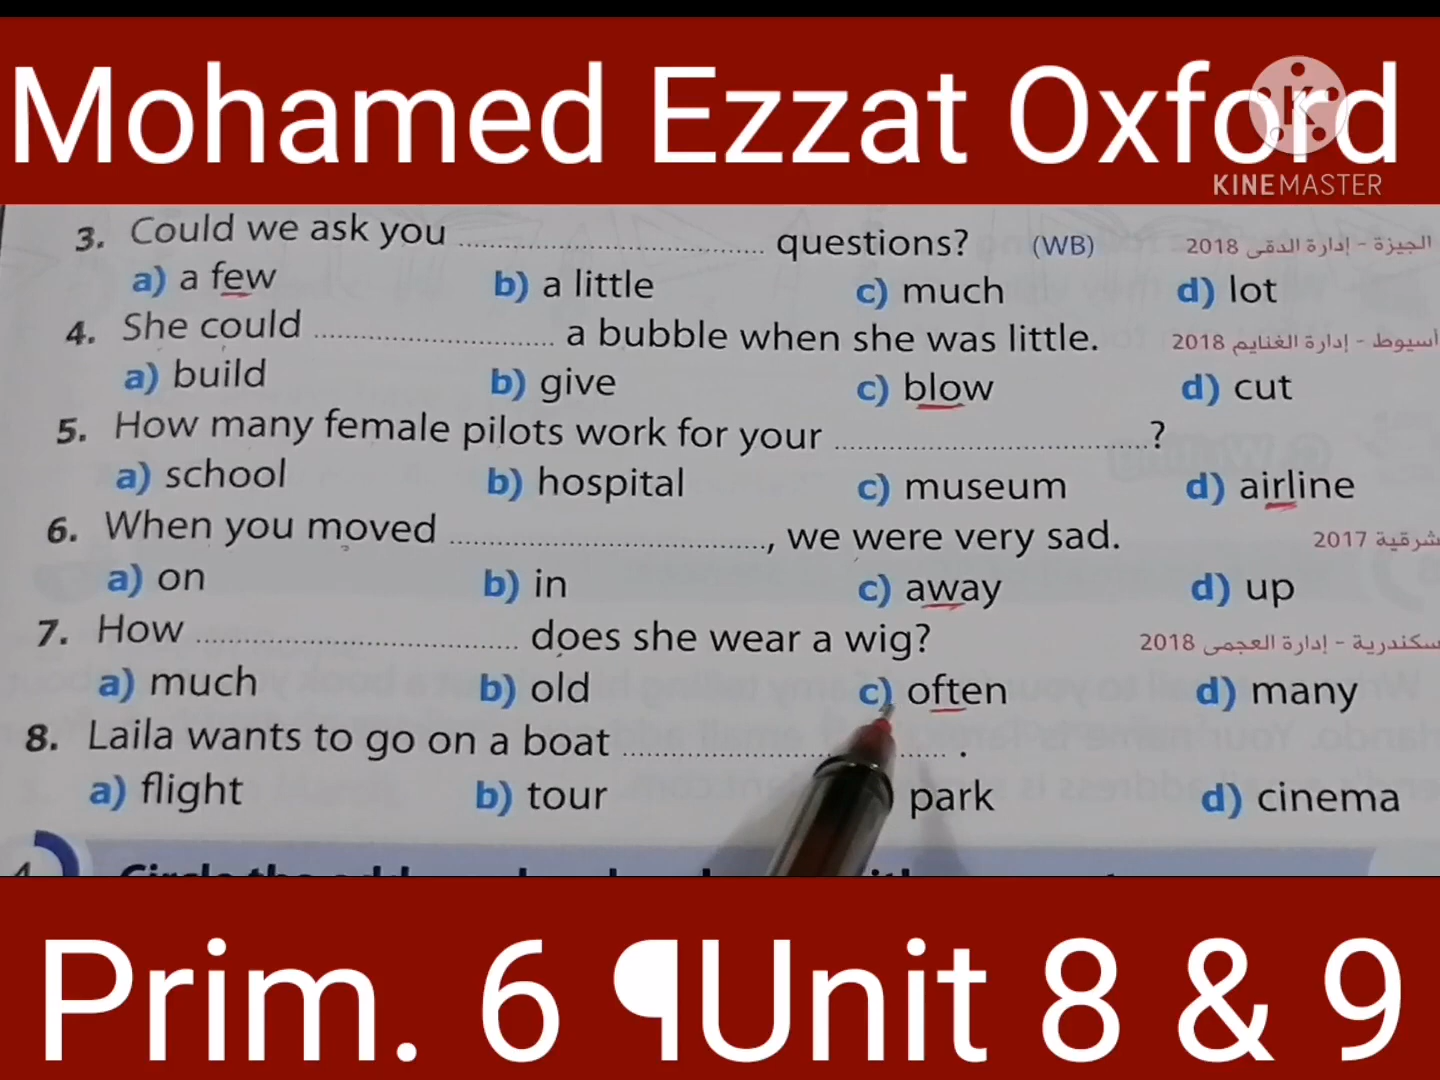 Mohamed Ezzat Oxford
KINEMASTER
3. Could we ask you ........ questions? (WB) الجيزة - إدارة الدقى 2018
a) a few b) a little c) much d) lot
4. She could ........ a bubble when she was little. أسيوط - إدارة الغنايم 2018
a) build b) give c) blow d) cut
5. How many female pilots work for your ........?
a) school b) hospital c) museum d) airline
6. When you moved ........, we were very sad. شرقية 2017
a) on b) in c) away d) up
7. How ........ does she wear a wig? سكندرية - إدارة العجمى 2018
a) much b) old c) often d) many
8. Laila wants to go on a boat ........ .
a) flight b) tour park d) cinema
Prim. 6 ¶Unit 8 & 9